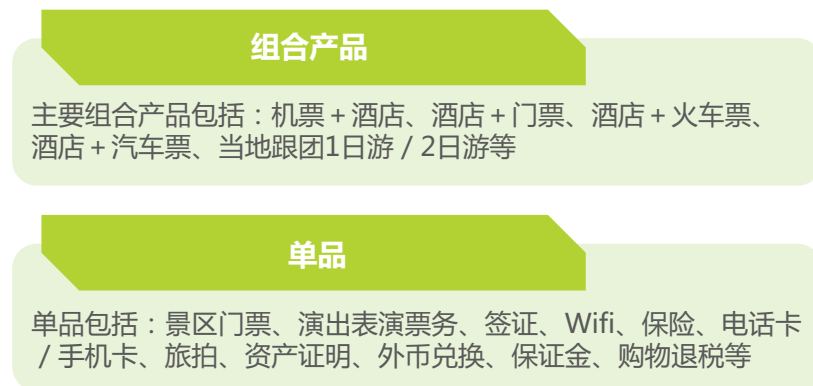 组合产品
主要组合产品包括：机票＋酒店、酒店＋门票、酒店＋火车票、
酒店＋汽车票、当地跟团1日游／2日游等
单品
单品包括：景区门票、演出表演票务、签证、Wifi、保险、电话卡
／手机卡、旅拍、资产证明、外币兑换、保证金、购物退税等